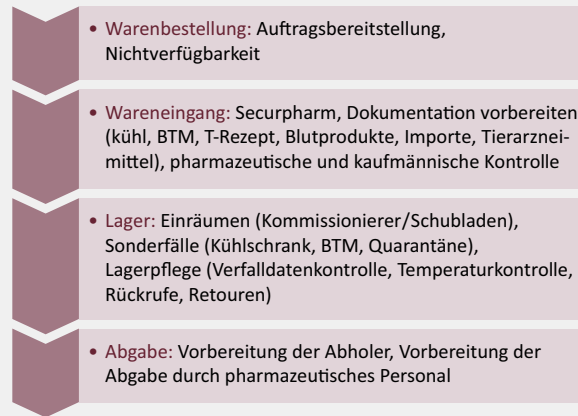 • Warenbestellung: Auftragsbereitstellung,
Nichtverfügbarkeit
• Wareneingang: Securpharm, Dokumentation vorbereiten
(kühl, BTM, T-Rezept, Blutprodukte, Importe, Tierarznei-
mittel), pharmazeutische und kaufmännische Kontrolle
• Lager: Einräumen (Kommissionierer/Schubladen),
Sonderfälle (Kühlschrank, BTM, Quarantäne),
Lagerpflege (Verfalldatenkontrolle, Temperaturkontrolle,
Rückrufe, Retouren)
• Abgabe: Vorbereitung der Abholer, Vorbereitung der
Abgabe durch pharmazeutisches Personal